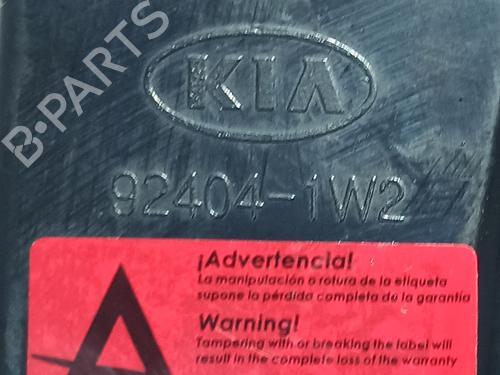 B-PARTS
KIA
92404-1W2
¡Advertencia!
La manipulación o rotura de la etiqueta
supone la pérdida completa de la garantía
Warning!
Tampering with or breaking the label will
result in the complete loss of the warranty